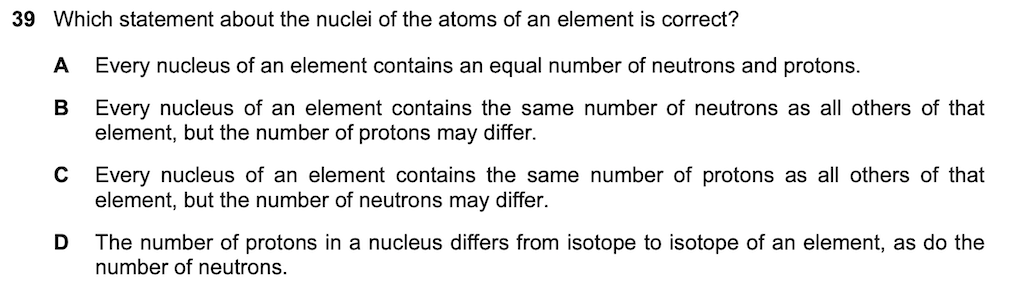 39 Which statement about the nuclei of the atoms of an element is correct?
A Every nucleus of an element contains an equal number of neutrons and protons.
B Every nucleus of an element contains the same number of neutrons as all others of that
element, but the number of protons may differ.
C Every nucleus of an element contains the same number of protons as all others of that
element, but the number of neutrons may differ.
D The number of protons in a nucleus differs from isotope to isotope of an element, as do the
number of neutrons.